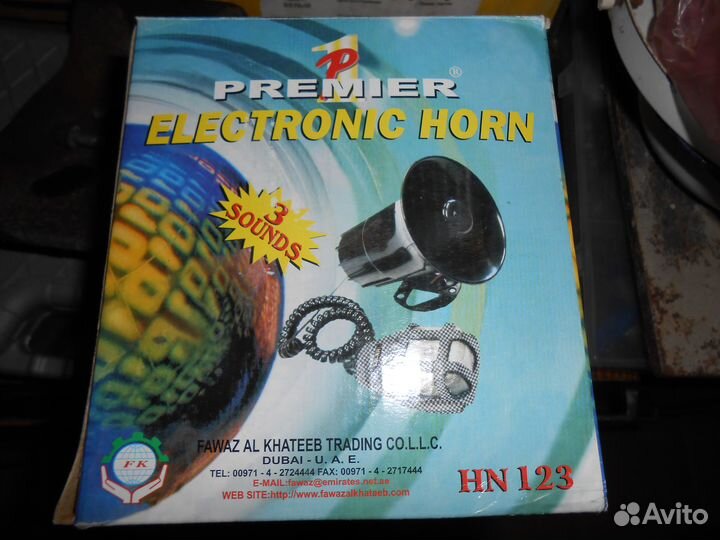 1
P
PREMIER ®
ELECTRONIC HORN
3
SOUNDS
FAWAZ AL KHATEEB TRADING CO.L.L.C.
DUBAI - U. A. E.
TEL: 00971 - 4 - 2724444 FAX: 00971 - 4 - 2717444
E-MAIL:fawaz@emirates.net.ae
WEB SITE:http://www.fawazalkhateeb.com
FK
HN 123
Avito